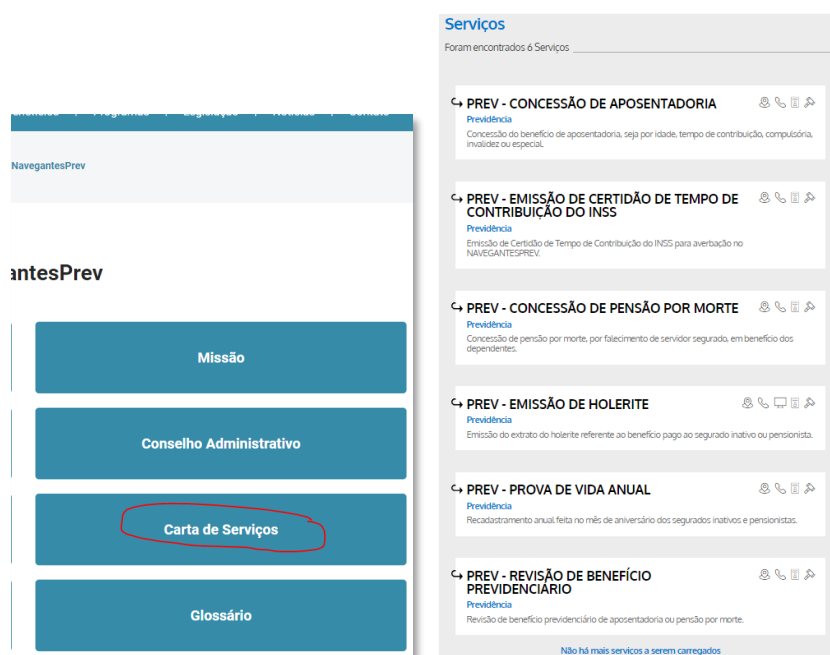 NavegantesPrev
antesPrev
Missão
Conselho Administrativo
Carta de Serviços
Glossário
Serviços
Foram encontrados 6 Serviços
PREV - CONCESSÃO DE APOSENTADORIA
Previdência
Concessão do benefício de aposentadoria, seja por idade, tempo de contribuição, compulsória,
invalidez ou especial.
PREV - EMISSÃO DE CERTIDÃO DE TEMPO DE
CONTRIBUIÇÃO DO INSS
Previdência
Emissão de Certidão de Tempo de Contribuição do INSS para averbação no
NAVEGANTESPREV.
PREV - CONCESSÃO DE PENSÃO POR MORTE
Previdência
Concessão de pensão por morte, por falecimento de servidor segurado, em benefício dos
dependentes.
PREV - EMISSÃO DE HOLERITE
Previdência
Emissão do extrato do holerite referente ao benefício pago ao segurado inativo ou pensionista.
PREV - PROVA DE VIDA ANUAL
Previdência
Recadastramento anual feita no mês de aniversário dos segurados inativos e pensionistas.
PREV - REVISÃO DE BENEFÍCIO
PREVIDENCIÁRIO
Previdência
Revisão de benefício previdenciário de aposentadoria ou pensão por morte.
Não há mais serviços a serem carregados